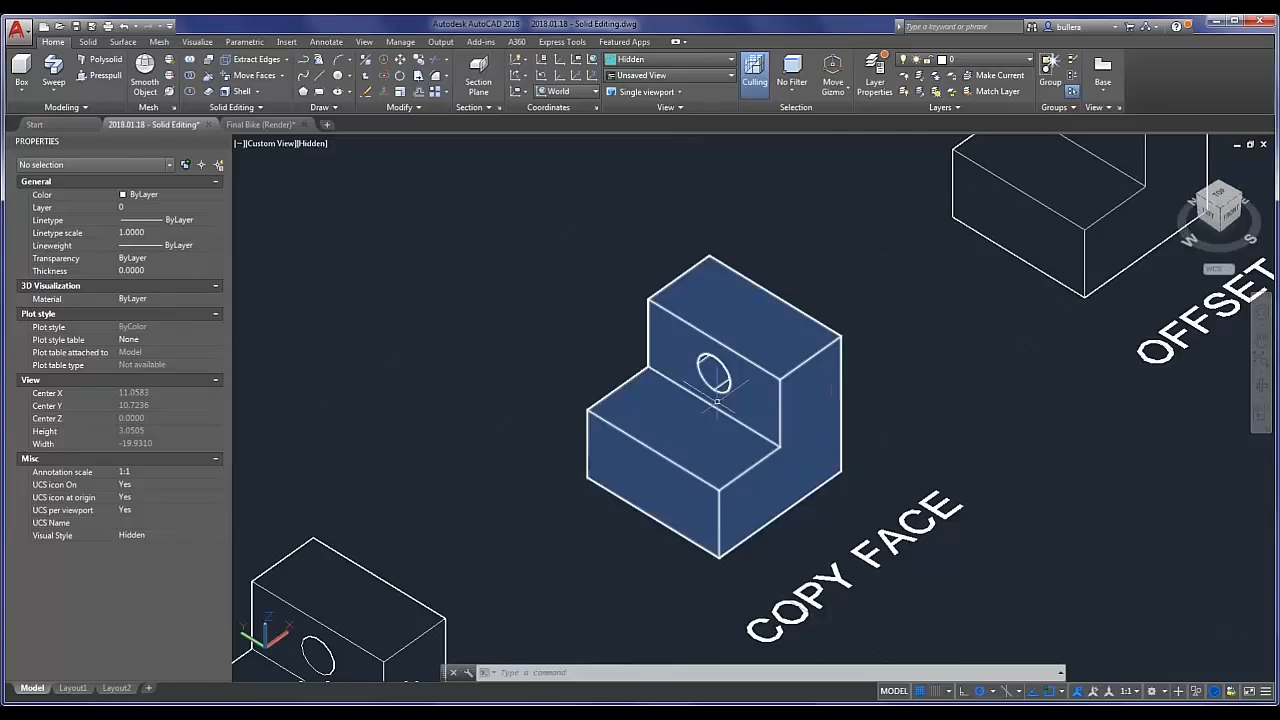 Autodesk AutoCAD 2018 2018.01.18 - Solid Editing.dwg
Type a keyword or phrase
bullera
Home Solid Surface Mesh Visualize Parametric Insert Annotate View Manage Output Add-ins A360 Express Tools Featured Apps
Polysolid Extract Edges Hidden
Presspull Move Faces Unsaved View Make Current
Box Sweep Smooth Object Shell Section Plane World Single viewport Culling No Filter Move Gizmo Layer Properties Match Layer Group Base
0
Modeling Mesh Solid Editing Draw Modify Section Coordinates View Selection Layers Groups View
Start 2018.01.18 - Solid Editing* Final Bike (Render)*
PROPERTIES
[−][Custom View][Hidden]
No selection
General
Color ByLayer
Layer 0
Linetype ByLayer
Linetype scale 1.0000
Lineweight ByLayer
Transparency ByLayer
Thickness 0.0000
3D Visualization
Material ByLayer
Plot style
Plot style ByColor
Plot style table None
Plot table attached to Model
Plot table type Not available
View
Center X 11.0583
Center Y 10.7236
Center Z 0.0000
Height 3.0505
Width -19.9310
Misc
Annotation scale 1:1
UCS icon On Yes
UCS icon at origin Yes
UCS per viewport Yes
UCS Name
Visual Style Hidden
TOP
FRONT
W S
WCS
OFFSET
COPY FACE
Z
Y X
Type a command
Model Layout1 Layout2
MODEL 1:1